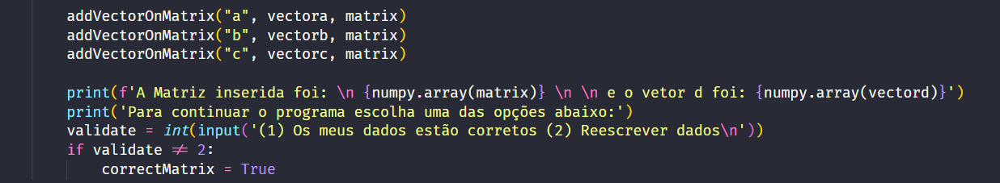 addVectorOnMatrix("a", vectora, matrix)
addVectorOnMatrix("b", vectorb, matrix)
addVectorOnMatrix("c", vectorc, matrix)
print(f'A Matriz inserida foi: \n {numpy.array(matrix)} \n \n e o vetor d foi: {numpy.array(vectord)}')
print('Para continuar o programa escolha uma das opções abaixo:')
validate = int(input('(1) Os meus dados estão corretos (2) Reescrever dados\n'))
if validate ≠ 2:
correctMatrix = True